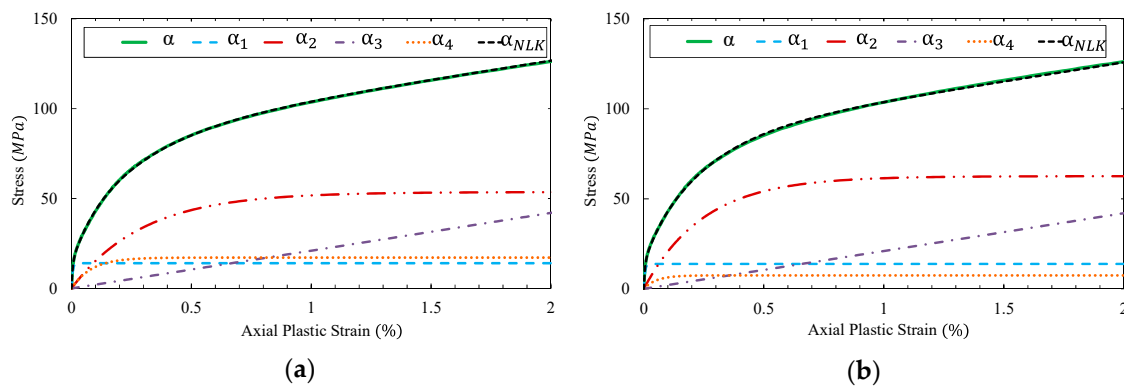 150
α α₁ α₂ α₃ α₄ α_NLK
100
50
0
Stress (MPa)
0 0.5 1 1.5 2
Axial Plastic Strain (%)
(a)
150
α α₁ α₂ α₃ α₄ α_NLK
100
50
0
Stress (MPa)
0 0.5 1 1.5 2
Axial Plastic Strain (%)
(b)